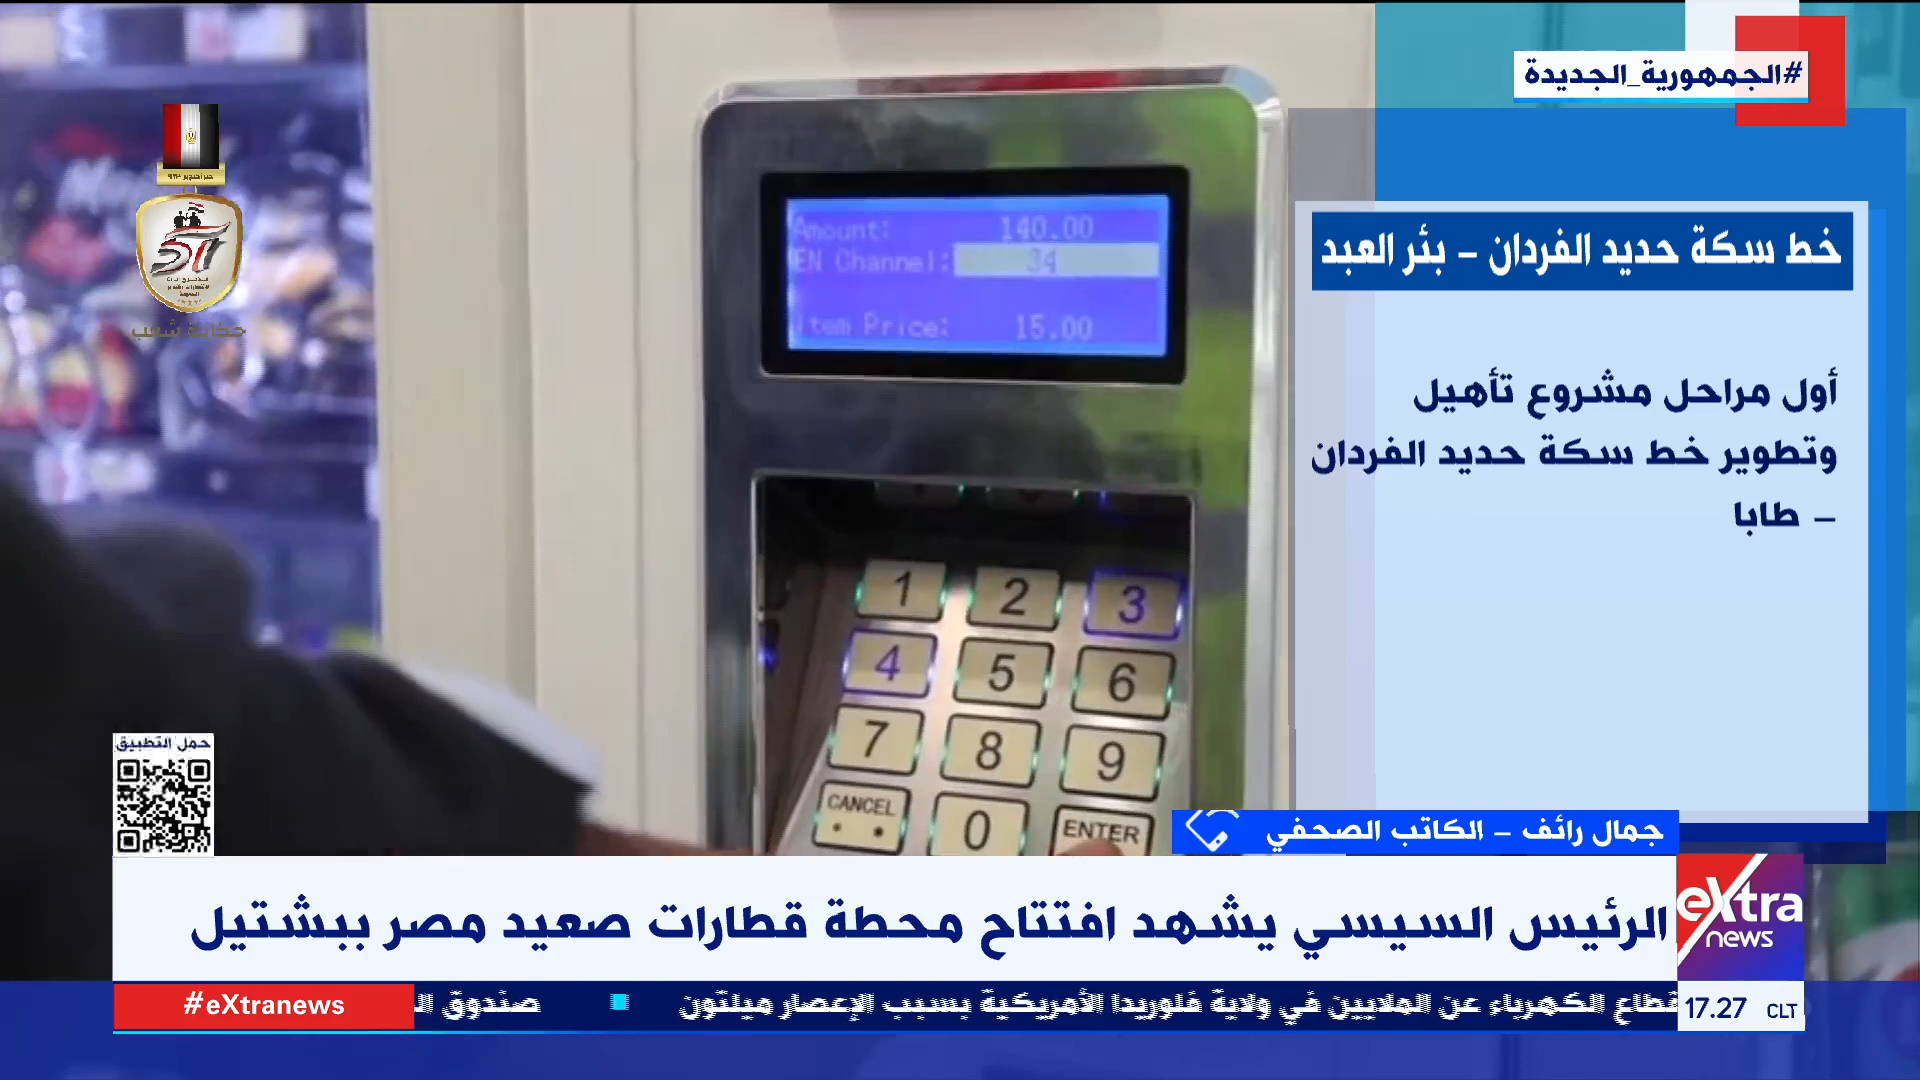 #الجمهورية_الجديدة
خط سكة حديد الفردان - بئر العبد
أول مراحل مشروع تأهيل
وتطوير خط سكة حديد الفردان
- طابا
Amount: 140.00
EN Channel: 34
Item Price: 15.00
1 2 3
4 5 6
7 8 9
CANCEL 0 ENTER
حكاية شعب
حمل التطبيق
جمال رائف - الكاتب الصحفي
الرئيس السيسي يشهد افتتاح محطة قطارات صعيد مصر ببشتيل
eXtra
news
قطاع الكهرباء عن الملايين في ولاية فلوريدا الأمريكية بسبب الإعصار ميلتون
صندوق
#eXtranews
17.27 CLT